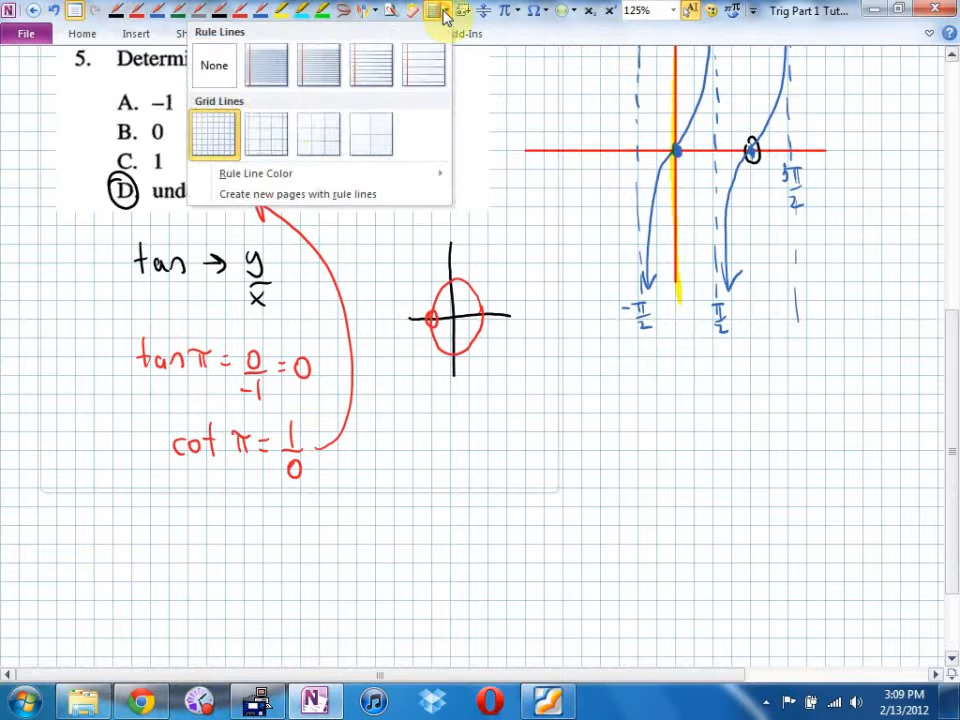 125%
Trig Part 1 Tut...
File
Home
Insert
Add-Ins
Rule Lines
None
Grid Lines
Rule Line Color
Create new pages with rule lines
5. Determi
A. –1
B. 0
C. 1
D und
tan → y/x
tan π = 0/-1 = 0
cot π = 1/0
-π/2
π/2
3π/2
3:09 PM
2/13/2012